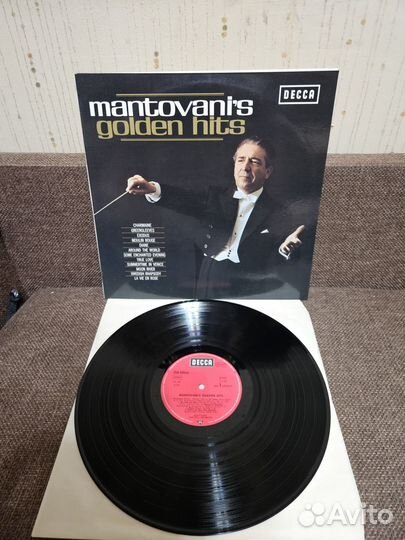 DECCA
mantovani's
golden hits
CHARMAINE
GREENSLEEVES
EXODUS
MOULIN ROUGE
DIANE
AROUND THE WORLD
SOME ENCHANTED EVENING
TRUE LOVE
SUMMERTIME IN VENICE
MOON RIVER
SWEDISH RHAPSODY
LA VIE EN ROSE
DECCA
MANTOVANI'S GOLDEN HITS
Avito